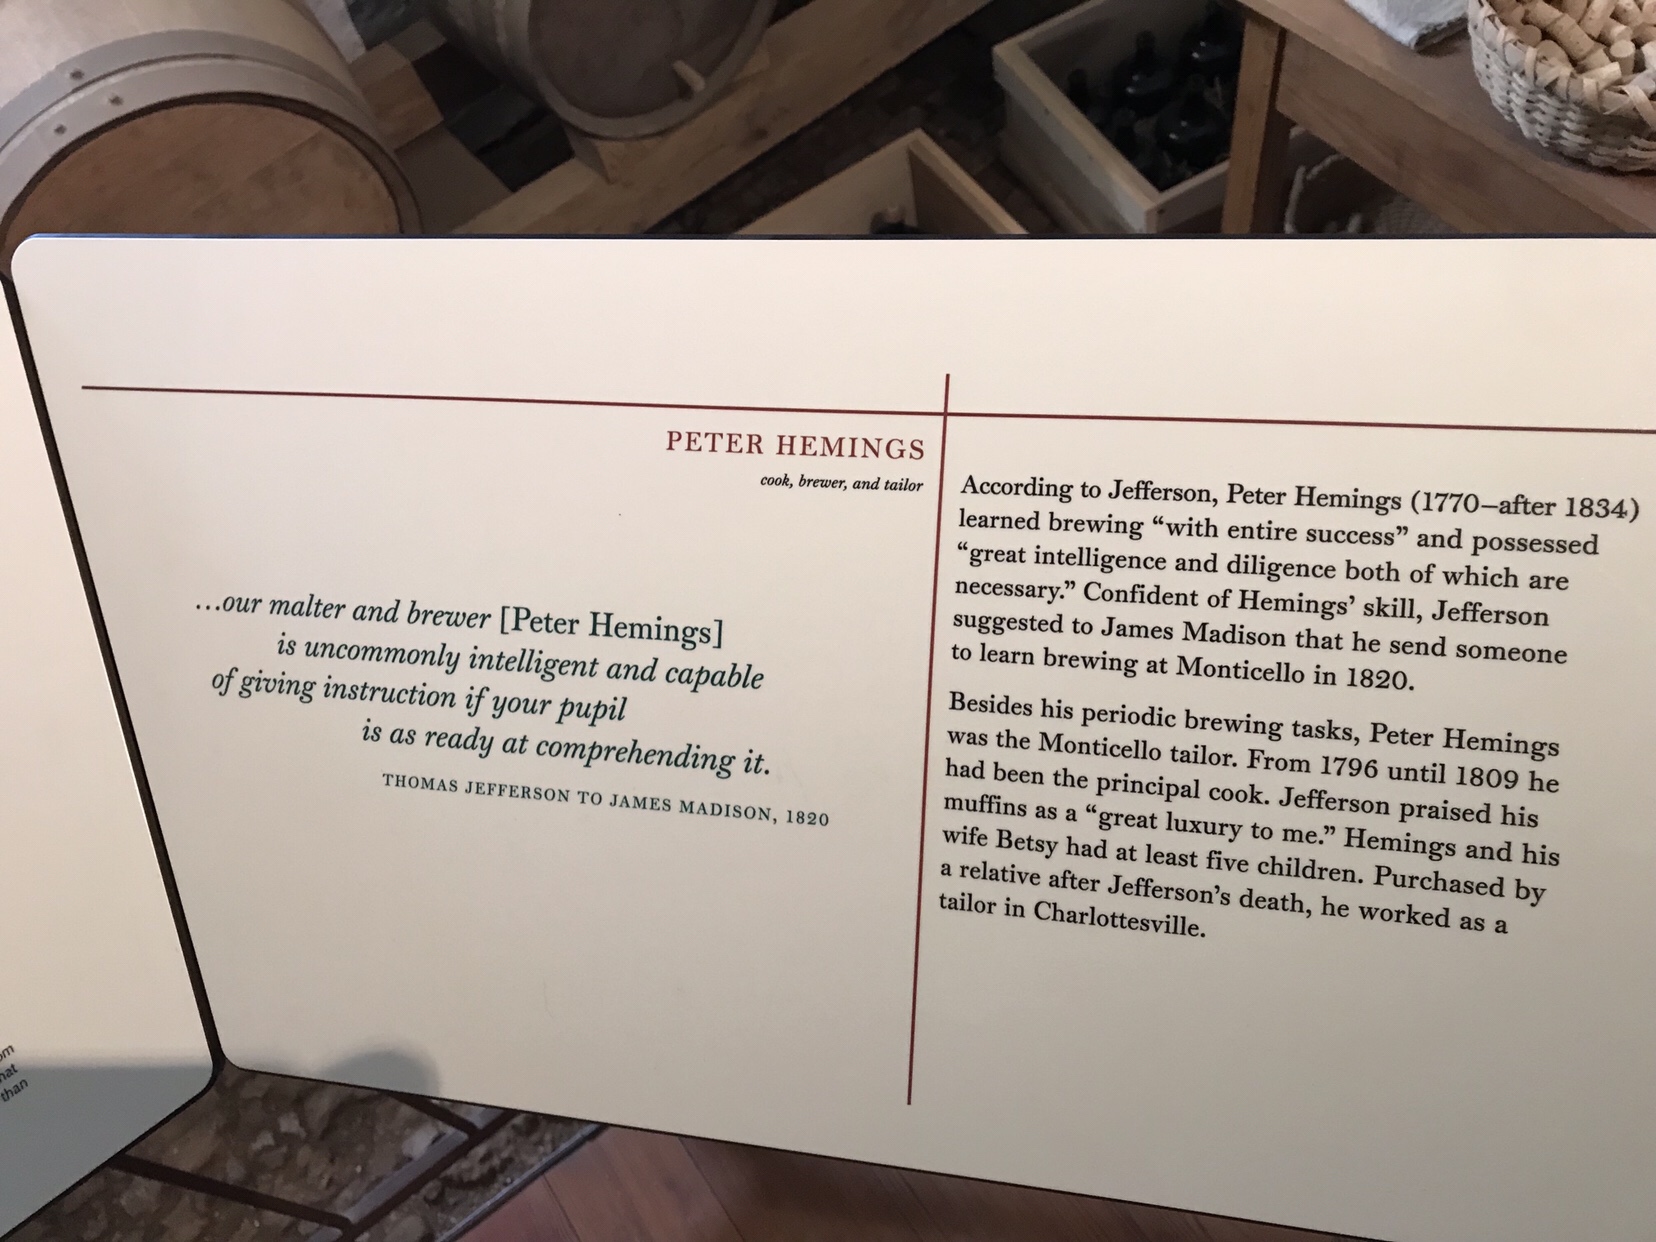 PETER HEMINGS
cook, brewer, and tailor
…our malter and brewer [Peter Hemings]
is uncommonly intelligent and capable
of giving instruction if your pupil
is as ready at comprehending it.
THOMAS JEFFERSON TO JAMES MADISON, 1820
According to Jefferson, Peter Hemings (1770–after 1834)
learned brewing “with entire success” and possessed
“great intelligence and diligence both of which are
necessary.” Confident of Hemings’ skill, Jefferson
suggested to James Madison that he send someone
to learn brewing at Monticello in 1820.
Besides his periodic brewing tasks, Peter Hemings
was the Monticello tailor. From 1796 until 1809 he
had been the principal cook. Jefferson praised his
muffins as a “great luxury to me.” Hemings and his
wife Betsy had at least five children. Purchased by
a relative after Jefferson’s death, he worked as a
tailor in Charlottesville.
than